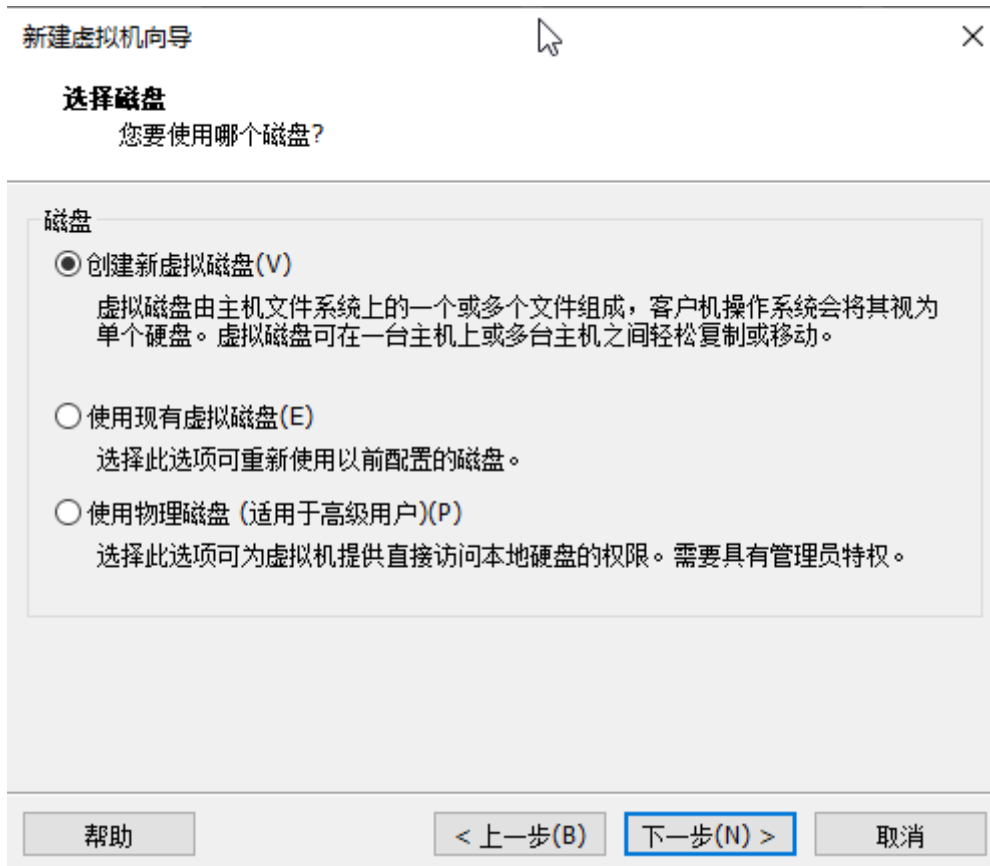 新建虚拟机向导
选择磁盘
您要使用哪个磁盘?
磁盘
创建新虚拟磁盘(V)
虚拟磁盘由主机文件系统上的一个或多个文件组成，客户机操作系统会将其视为
单个硬盘。虚拟磁盘可在一台主机上或多台主机之间轻松复制或移动。
使用现有虚拟磁盘(E)
选择此选项可重新使用以前配置的磁盘。
使用物理磁盘 (适用于高级用户)(P)
选择此选项可为虚拟机提供直接访问本地硬盘的权限。需要具有管理员特权。
帮助
< 上一步(B)
下一步(N) >
取消